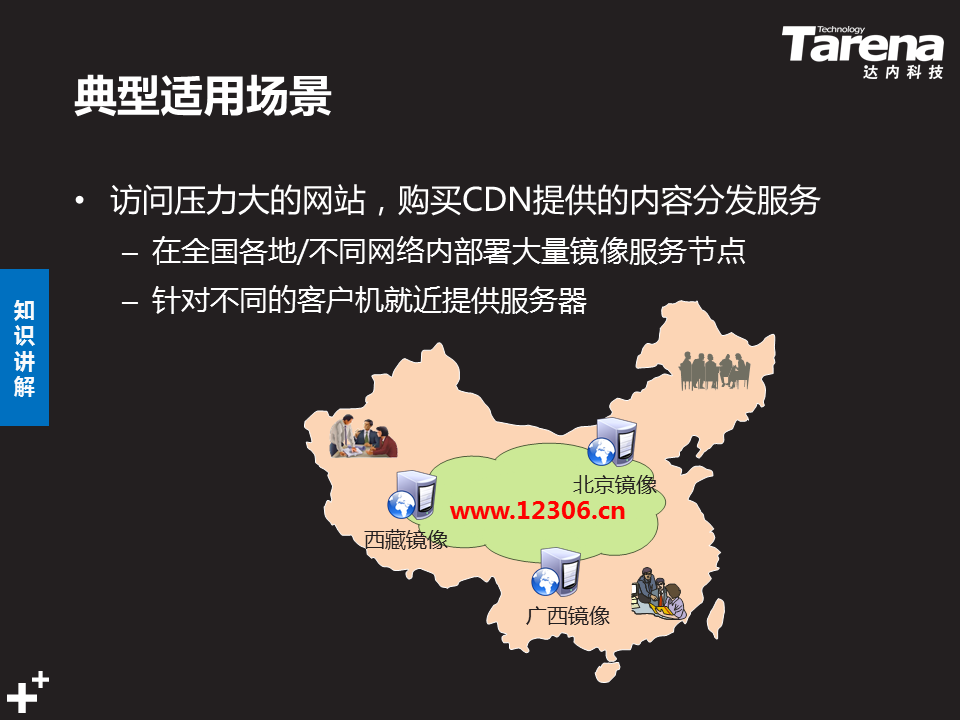 Technology
Tarena
达内科技
典型适用场景
• 访问压力大的网站，购买CDN提供的内容分发服务
– 在全国各地/不同网络内部署大量镜像服务节点
– 针对不同的客户机就近提供服务器
知识讲解
北京镜像
www.12306.cn
西藏镜像
广西镜像